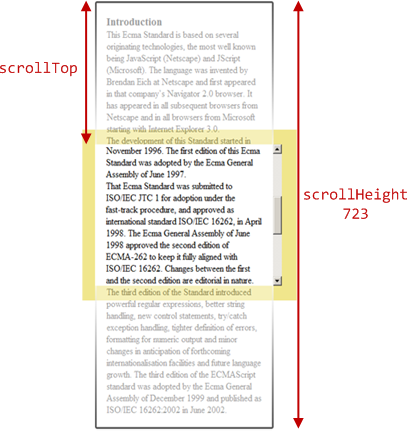 Introduction
This Ecma Standard is based on several
originating technologies, the most well known
being JavaScript (Netscape) and JScript
(Microsoft). The language was invented by
Brendan Eich at Netscape and first appeared
in that company's Navigator 2.0 browser. It
has appeared in all subsequent browsers from
Netscape and in all browsers from Microsoft
starting with Internet Explorer 3.0.
The development of this Standard started in
November 1996. The first edition of this Ecma
Standard was adopted by the Ecma General
Assembly of June 1997.
That Ecma Standard was submitted to
ISO/IEC JTC 1 for adoption under the
fast-track procedure, and approved as
international standard ISO/IEC 16262, in April
1998. The Ecma General Assembly of June
1998 approved the second edition of
ECMA-262 to keep it fully aligned with
ISO/IEC 16262. Changes between the first
and the second edition are editorial in nature.
The third edition of the Standard introduced
powerful regular expressions, better string
handling, new control statements, try/catch
exception handling, tighter definition of errors,
formatting for numeric output and minor
changes in anticipation of forthcoming
internationalisation facilities and future language
growth. The third edition of the ECMAScript
standard was adopted by the Ecma General
Assembly of December 1999 and published as
ISO/IEC 16262:2002 in June 2002.
scrollTop
scrollHeight
723